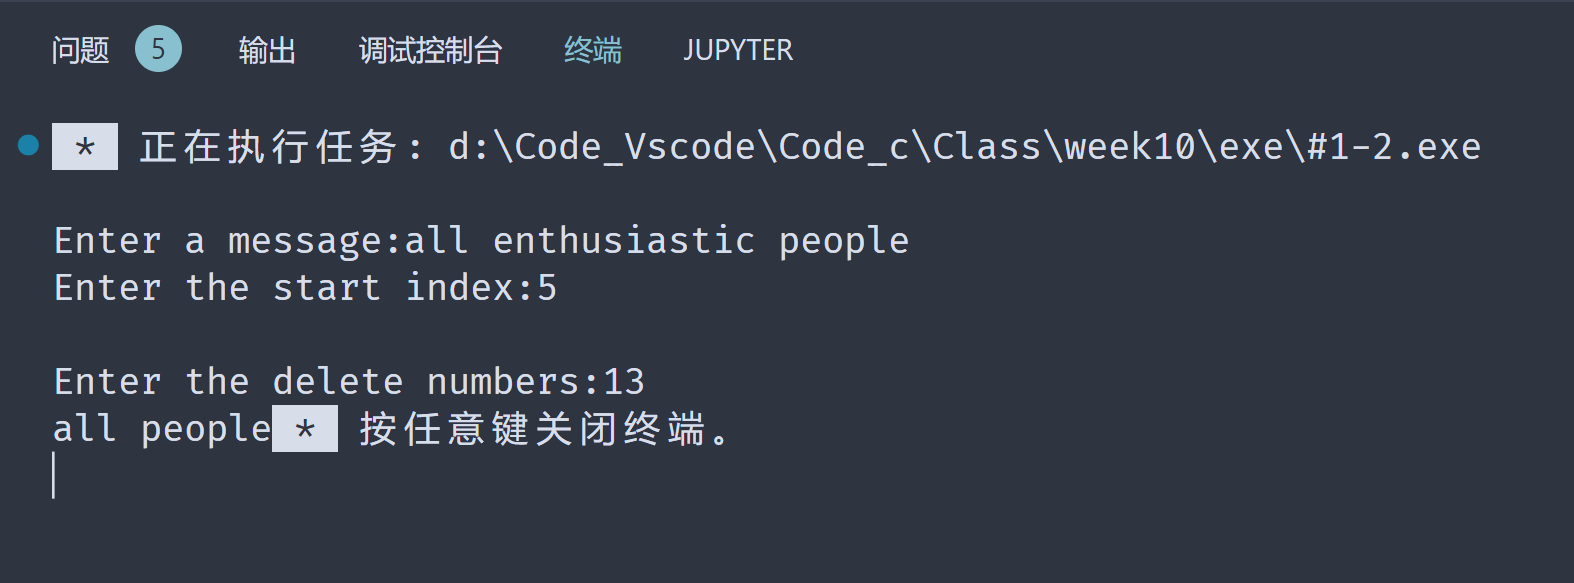 问题 5 输出 调试控制台 终端 JUPYTER
* 正在执行任务: d:\Code_Vscode\Code_c\Class\week10\exe\#1-2.exe
Enter a message:all enthusiastic people
Enter the start index:5
Enter the delete numbers:13
all people * 按任意键关闭终端。